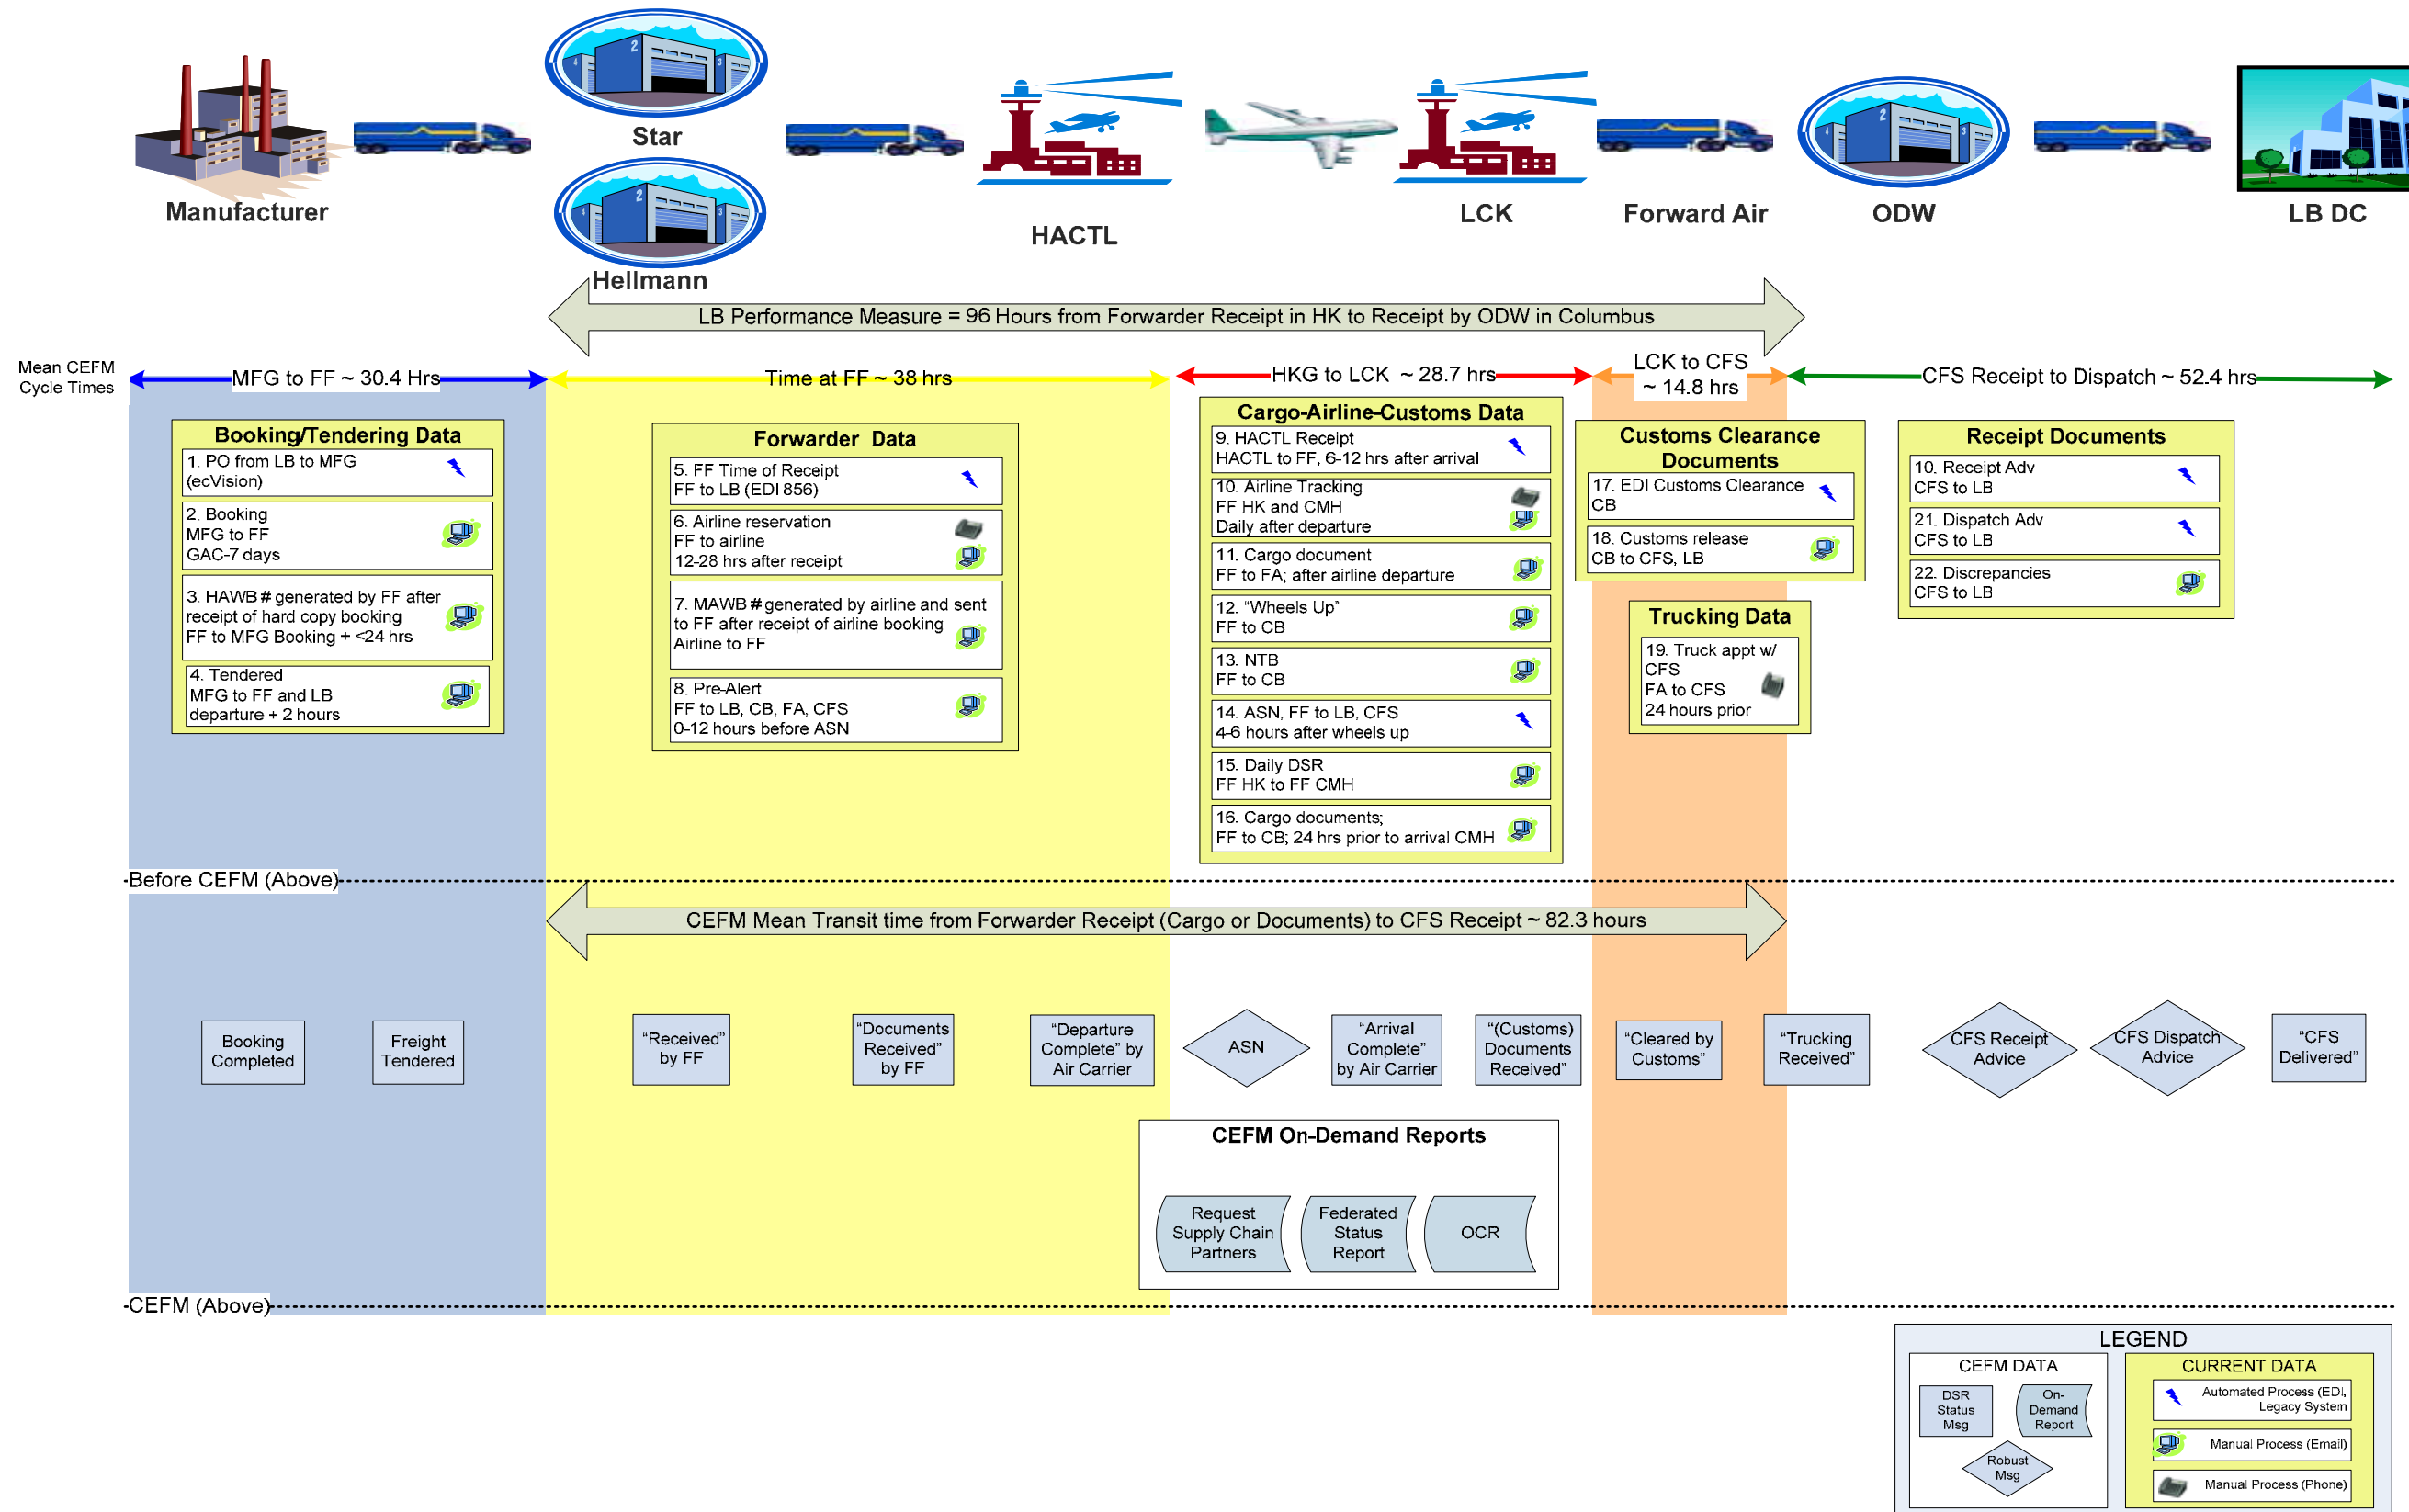 Star
Manufacturer
Hellmann
HACTL
LCK
Forward Air
ODW
LB DC
LB Performance Measure = 96 Hours from Forwarder Receipt in HK to Receipt by ODW in Columbus
Mean CEFM
Cycle Times
MFG to FF ~ 30.4 Hrs
Time at FF ~ 38 hrs
HKG to LCK ~ 28.7 hrs
LCK to CFS
~ 14.8 hrs
CFS Receipt to Dispatch ~ 52.4 hrs
Booking/Tendering Data
1. PO from LB to MFG
(ecVision)
2. Booking
MFG to FF
GAC-7 days
3. HAWB # generated by FF after
receipt of hard copy booking
FF to MFG Booking + <24 hrs
4. Tendered
MFG to FF and LB
departure + 2 hours
Forwarder Data
5. FF Time of Receipt
FF to LB (EDI 856)
6. Airline reservation
FF to airline
12-28 hrs after receipt
7. MAWB # generated by airline and sent
to FF after receipt of airline booking
Airline to FF
8. Pre-Alert
FF to LB, CB, FA, CFS
0-12 hours before ASN
Cargo-Airline-Customs Data
9. HACTL Receipt
HACTL to FF, 6-12 hrs after arrival
10. Airline Tracking
FF HK and CMH
Daily after departure
11. Cargo document
FF to FA; after airline departure
12. “Wheels Up”
FF to CB
13. NTB
FF to CB
14. ASN, FF to LB, CFS
4-6 hours after wheels up
15. Daily DSR
FF HK to FF CMH
16. Cargo documents;
FF to CB; 24 hrs prior to arrival CMH
Customs Clearance
Documents
17. EDI Customs Clearance
CB
18. Customs release
CB to CFS, LB
Trucking Data
19. Truck appt w/
CFS
FA to CFS
24 hours prior
Receipt Documents
10. Receipt Adv
CFS to LB
21. Dispatch Adv
CFS to LB
22. Discrepancies
CFS to LB
Before CEFM (Above)
CEFM Mean Transit time from Forwarder Receipt (Cargo or Documents) to CFS Receipt ~ 82.3 hours
Booking
Completed
Freight
Tendered
“Received”
by FF
“Documents
Received”
by FF
“Departure
Complete” by
Air Carrier
ASN
“Arrival
Complete”
by Air Carrier
“(Customs)
Documents
Received”
“Cleared by
Customs”
“Trucking
Received”
CFS Receipt
Advice
CFS Dispatch
Advice
“CFS
Delivered”
CEFM On-Demand Reports
Request
Supply Chain
Partners
Federated
Status
Report
OCR
CEFM (Above)
LEGEND
CEFM DATA
DSR
Status
Msg
On-
Demand
Report
Robust
Msg
CURRENT DATA
Automated Process (EDI,
Legacy System
Manual Process (Email)
Manual Process (Phone)